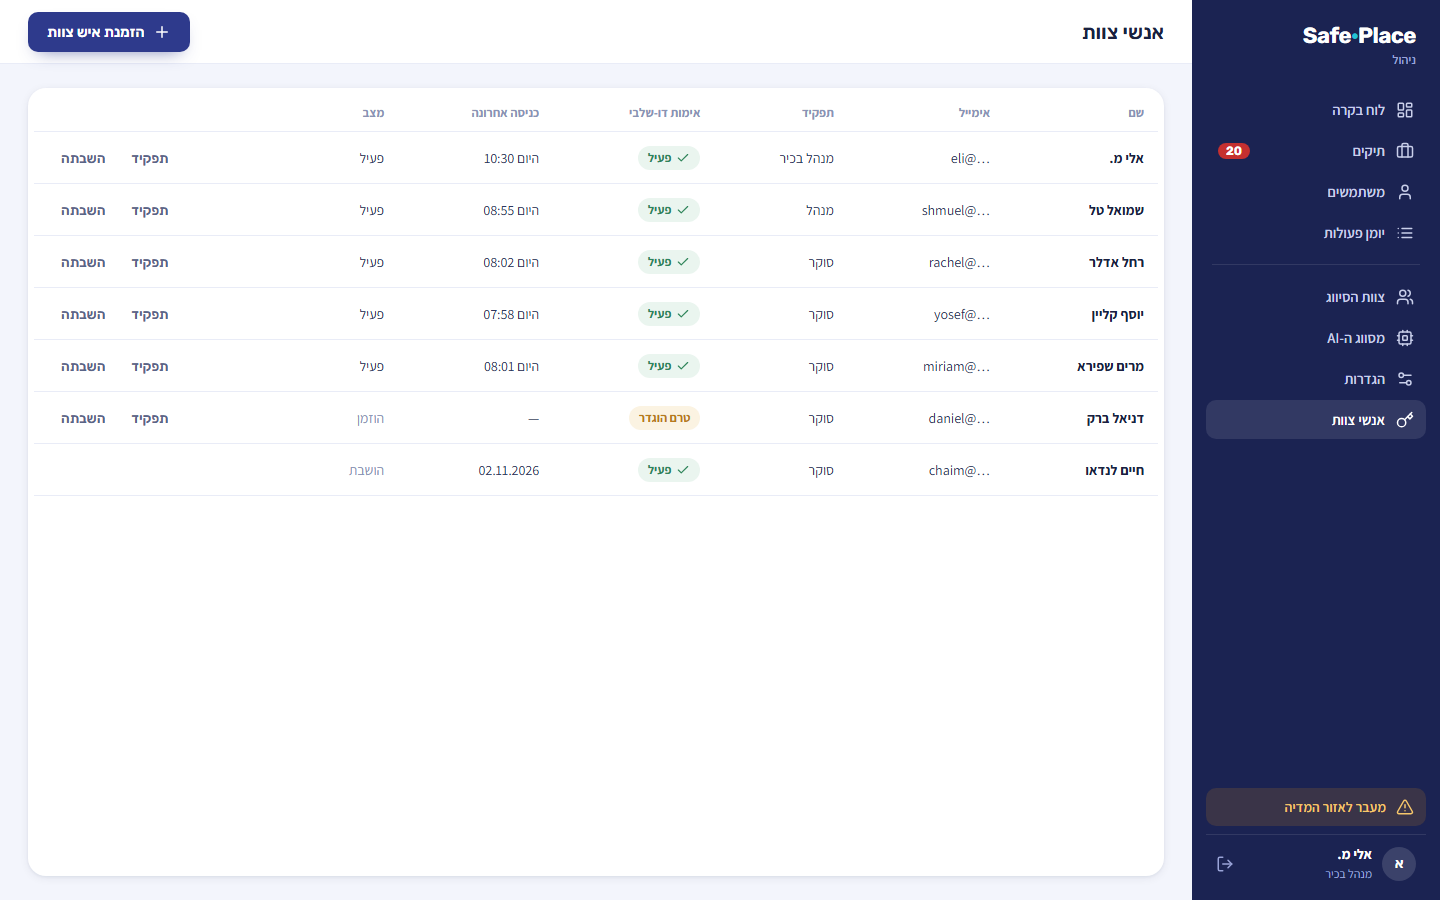 Safe•Place
ניהול
לוח בקרה
תיקים 20
משתמשים
יומן פעולות
צוות הסיווג
מסווג ה-AI
הגדרות
אנשי צוות
מעבר לאזור המדיה
א
אלי מ.
מנהל בכיר
אנשי צוות
הזמנת איש צוות
שם אימייל תפקיד אימות דו-שלבי כניסה אחרונה מצב
אלי מ. eli@… מנהל בכיר פעיל היום 10:30 פעיל תפקיד השבתה
שמואל טל shmuel@… מנהל פעיל היום 08:55 פעיל תפקיד השבתה
רחל אדלר rachel@… סוקר פעיל היום 08:02 פעיל תפקיד השבתה
יוסף קליין yosef@… סוקר פעיל היום 07:58 פעיל תפקיד השבתה
מרים שפירא miriam@… סוקר פעיל היום 08:01 פעיל תפקיד השבתה
דניאל ברק daniel@… סוקר טרם הוגדר — הוזמן תפקיד השבתה
חיים לנדאו chaim@… סוקר פעיל 02.11.2026 הושבת